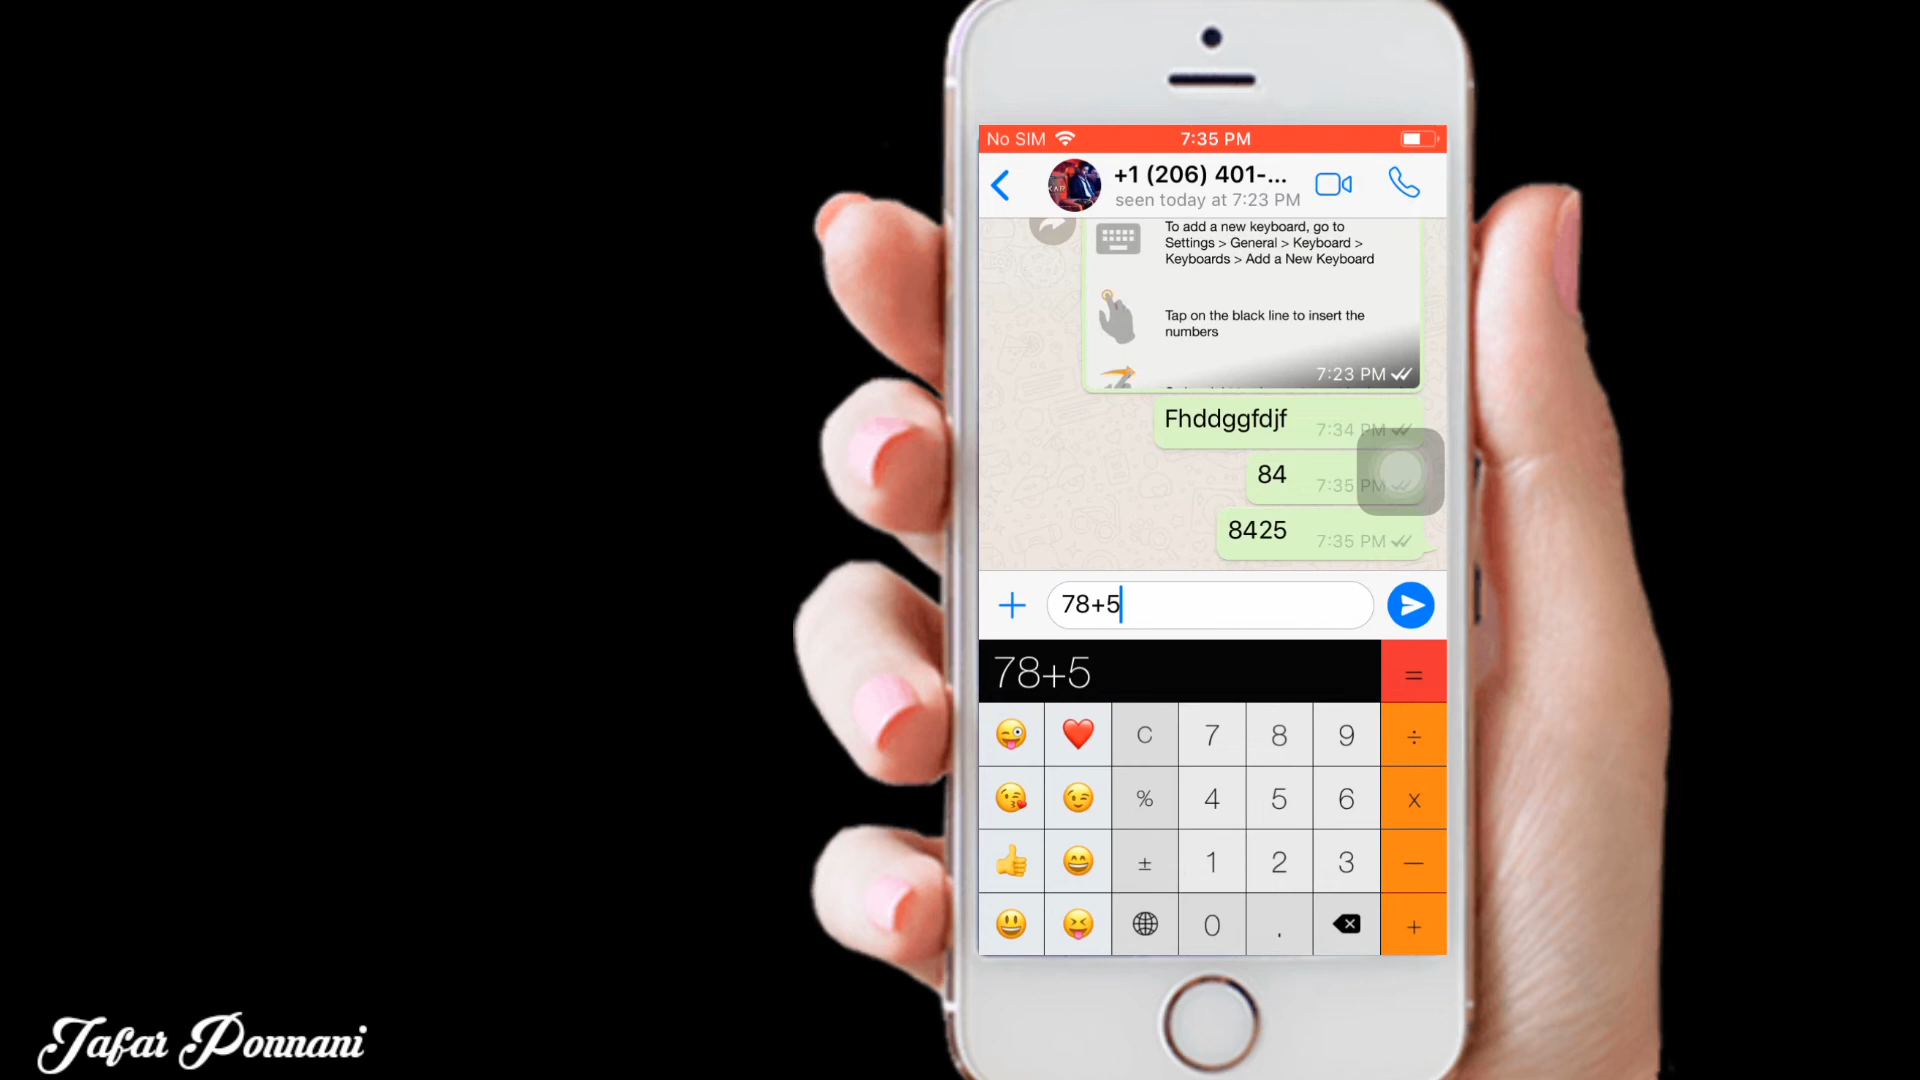 No SIM 7:35 PM
+1 (206) 401-...
seen today at 7:23 PM
To add a new keyboard, go to
Settings > General > Keyboard >
Keyboards > Add a New Keyboard
Tap on the black line to insert the
numbers
7:23 PM
Fhddggfdjf 7:34 PM
84 7:35 PM
8425 7:35 PM
78+5
78+5 =
C 7 8 9 ÷
% 4 5 6 x
± 1 2 3 −
0 . +
Jafar Ponnani